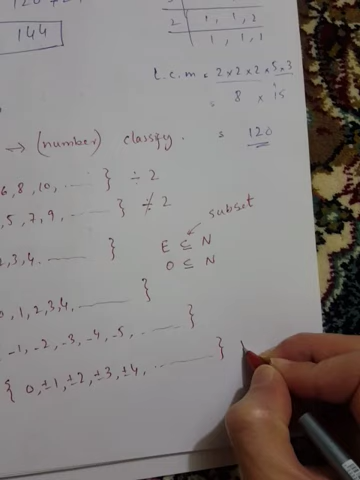 144
2 | 1, 1, 2
1, 1, 1
l.c.m = 2×2×2×5×3
= 8 × 15
= 120
⇒ (number) classify.
6, 8, 10, ...... } ÷ 2
5, 7, 9, ...... } ÷̸ 2
2, 3, 4, ...... }
subset
E ⊆ N
O ⊆ N
0, 1, 2, 3, 4, ...... }
-1, -2, -3, -4, -5, ...... }
{ 0, ±1, ±2, ±3, ±4, ...... }